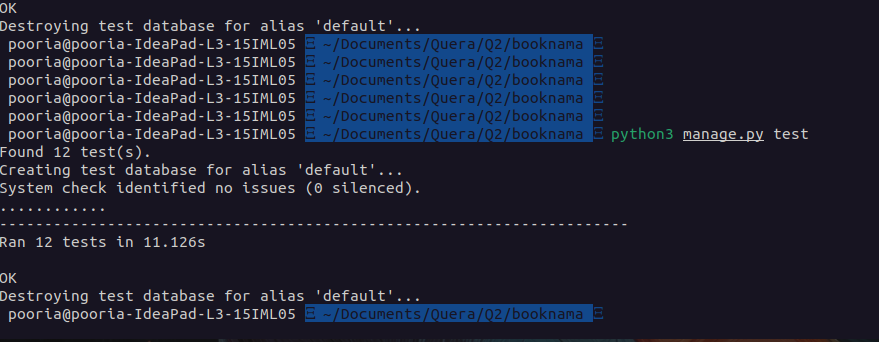 OK
Destroying test database for alias 'default'...
pooria@pooria-IdeaPad-L3-15IML05 ~/Documents/Quera/Q2/booknama
pooria@pooria-IdeaPad-L3-15IML05 ~/Documents/Quera/Q2/booknama
pooria@pooria-IdeaPad-L3-15IML05 ~/Documents/Quera/Q2/booknama
pooria@pooria-IdeaPad-L3-15IML05 ~/Documents/Quera/Q2/booknama
pooria@pooria-IdeaPad-L3-15IML05 ~/Documents/Quera/Q2/booknama
pooria@pooria-IdeaPad-L3-15IML05 ~/Documents/Quera/Q2/booknama python3 manage.py test
Found 12 test(s).
Creating test database for alias 'default'...
System check identified no issues (0 silenced).
............
----------------------------------------------------------------------
Ran 12 tests in 11.126s
OK
Destroying test database for alias 'default'...
pooria@pooria-IdeaPad-L3-15IML05 ~/Documents/Quera/Q2/booknama